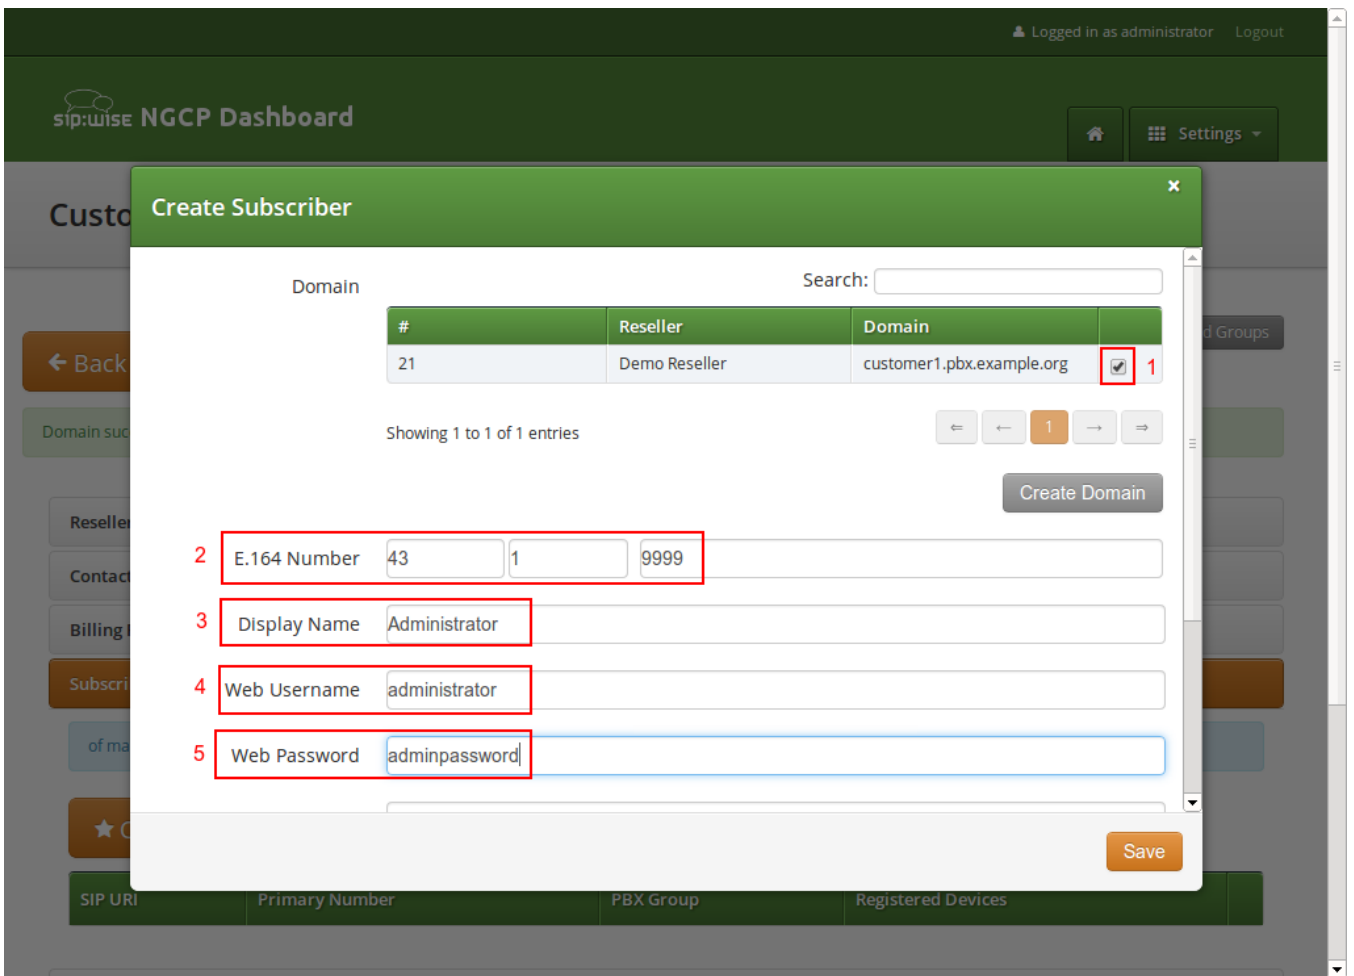 Logged in as administrator Logout
sip:wise NGCP Dashboard
Settings
Custo
Create Subscriber ×
Domain Search:
# Reseller Domain
21 Demo Reseller customer1.pbx.example.org 1
d Groups
← Back
Domain suc
Showing 1 to 1 of 1 entries ⇐ ← 1 → ⇒
Create Domain
Reseller
2 E.164 Number 43 1 9999
Contact
3 Display Name Administrator
Billing
4 Web Username administrator
Subscri
5 Web Password adminpassword
of ma
Save
SIP URI Primary Number PBX Group Registered Devices